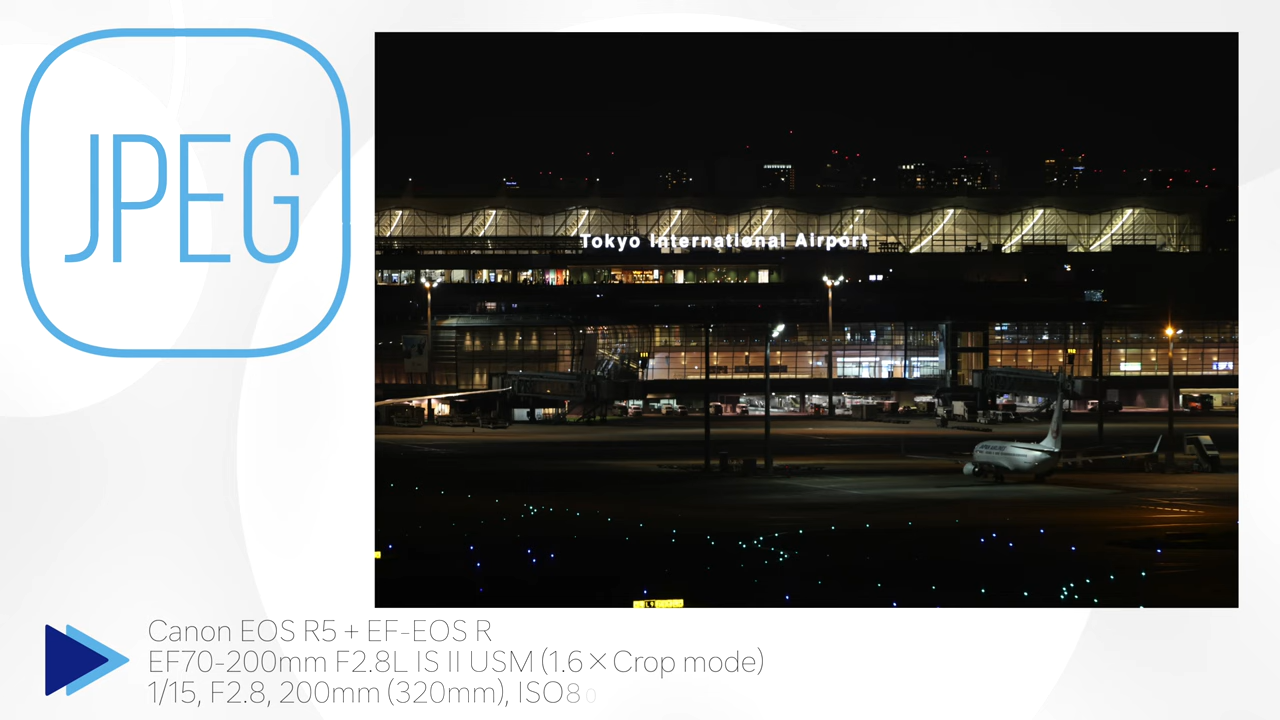 JPEG
Tokyo International Airport
Canon EOS R5 + EF-EOS R
EF70-200mm F2.8L IS II USM (1.6×Crop mode)
1/15, F2.8, 200mm (320mm), ISO80